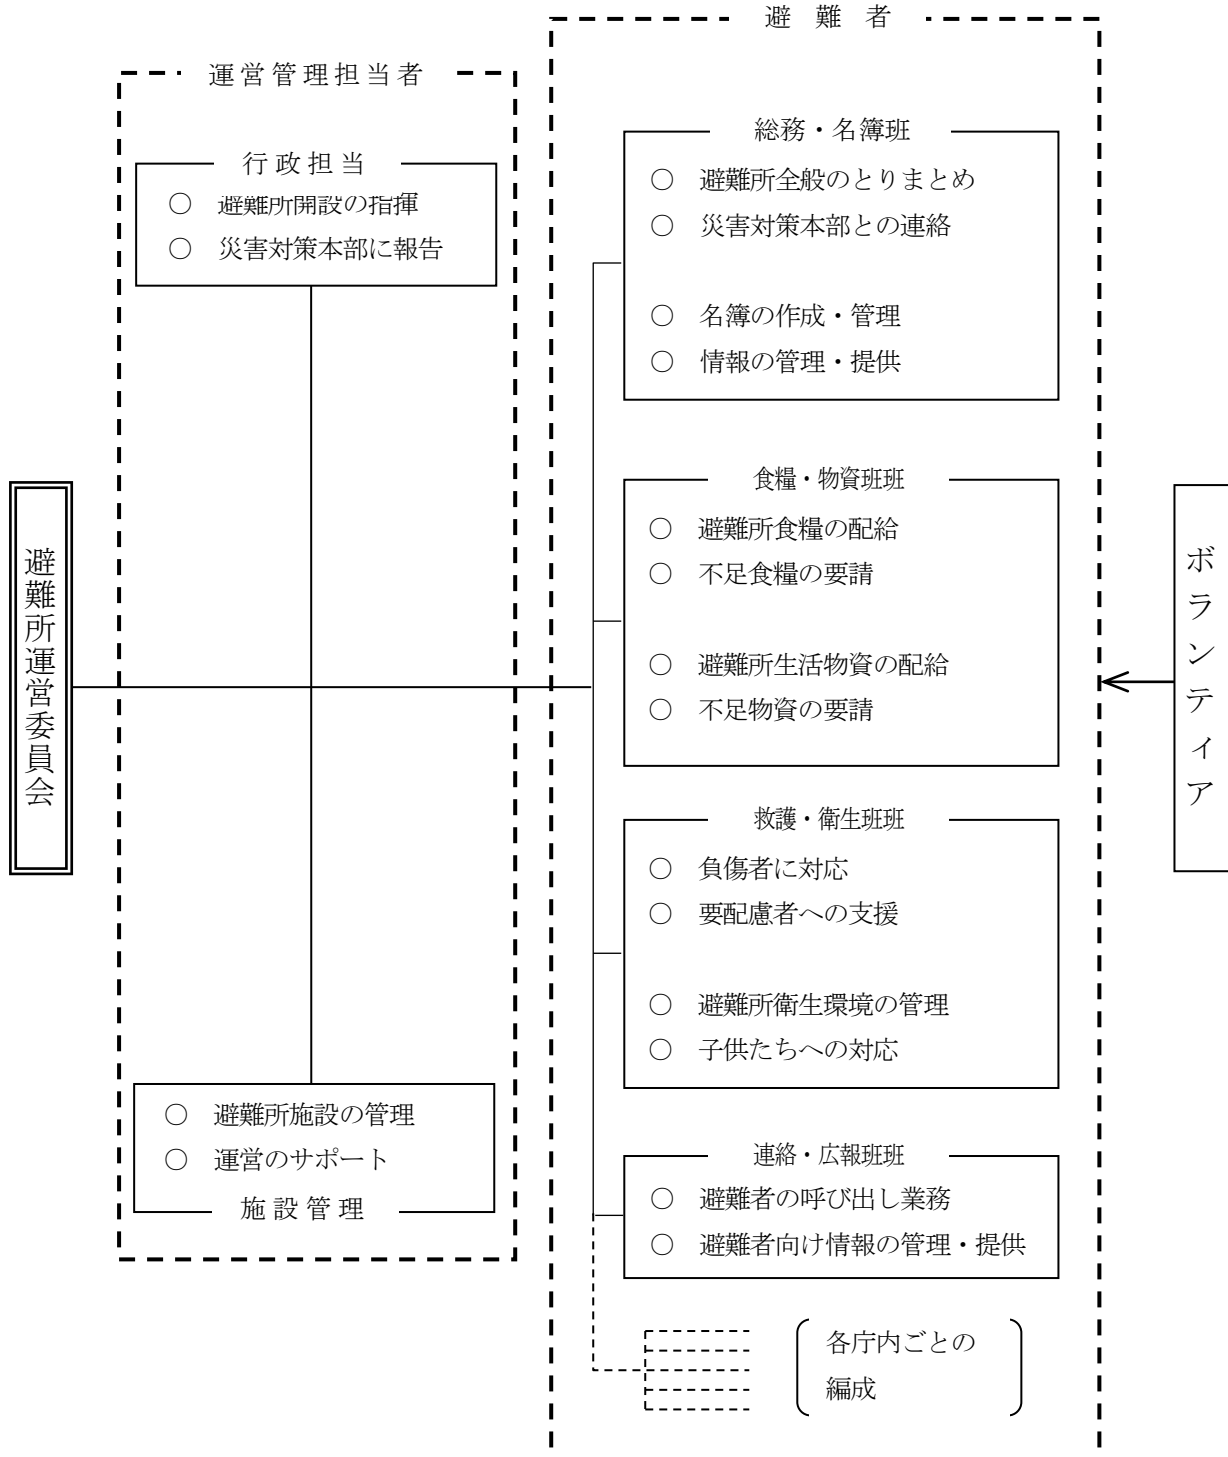 避難者
運営管理担当者
総務・名簿班
○ 避難所全般のとりまとめ
○ 災害対策本部との連絡
○ 名簿の作成・管理
○ 情報の管理・提供
行政担当
○ 避難所開設の指揮
○ 災害対策本部に報告
避難所運営委員会
食糧・物資班班
○ 避難所食糧の配給
○ 不足食糧の要請
○ 避難所生活物資の配給
○ 不足物資の要請
ボランティア
救護・衛生班班
○ 負傷者に対応
○ 要配慮者への支援
○ 避難所衛生環境の管理
○ 子供たちへの対応
○ 避難所施設の管理
○ 運営のサポート
施設管理
連絡・広報班班
○ 避難者の呼び出し業務
○ 避難者向け情報の管理・提供
各庁内ごとの
編成